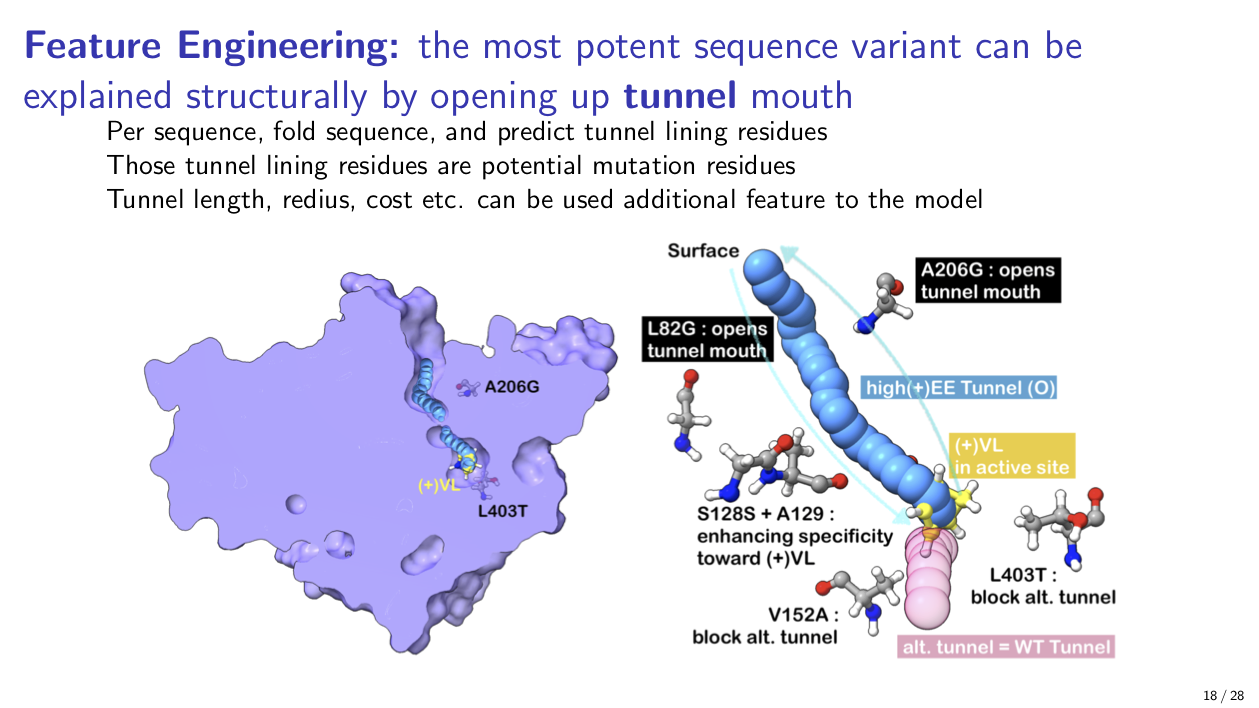 Feature Engineering: the most potent sequence variant can be
explained structurally by opening up tunnel mouth
Per sequence, fold sequence, and predict tunnel lining residues
Those tunnel lining residues are potential mutation residues
Tunnel length, redius, cost etc. can be used additional feature to the model
A206G
(+)VL
L403T
Surface
A206G : opens
tunnel mouth
L82G : opens
tunnel mouth
high(+)EE Tunnel (O)
(+)VL
in active site
S128S + A129 :
enhancing specificity
toward (+)VL
L403T :
block alt. tunnel
V152A :
block alt. tunnel
alt. tunnel = WT Tunnel
18 / 28